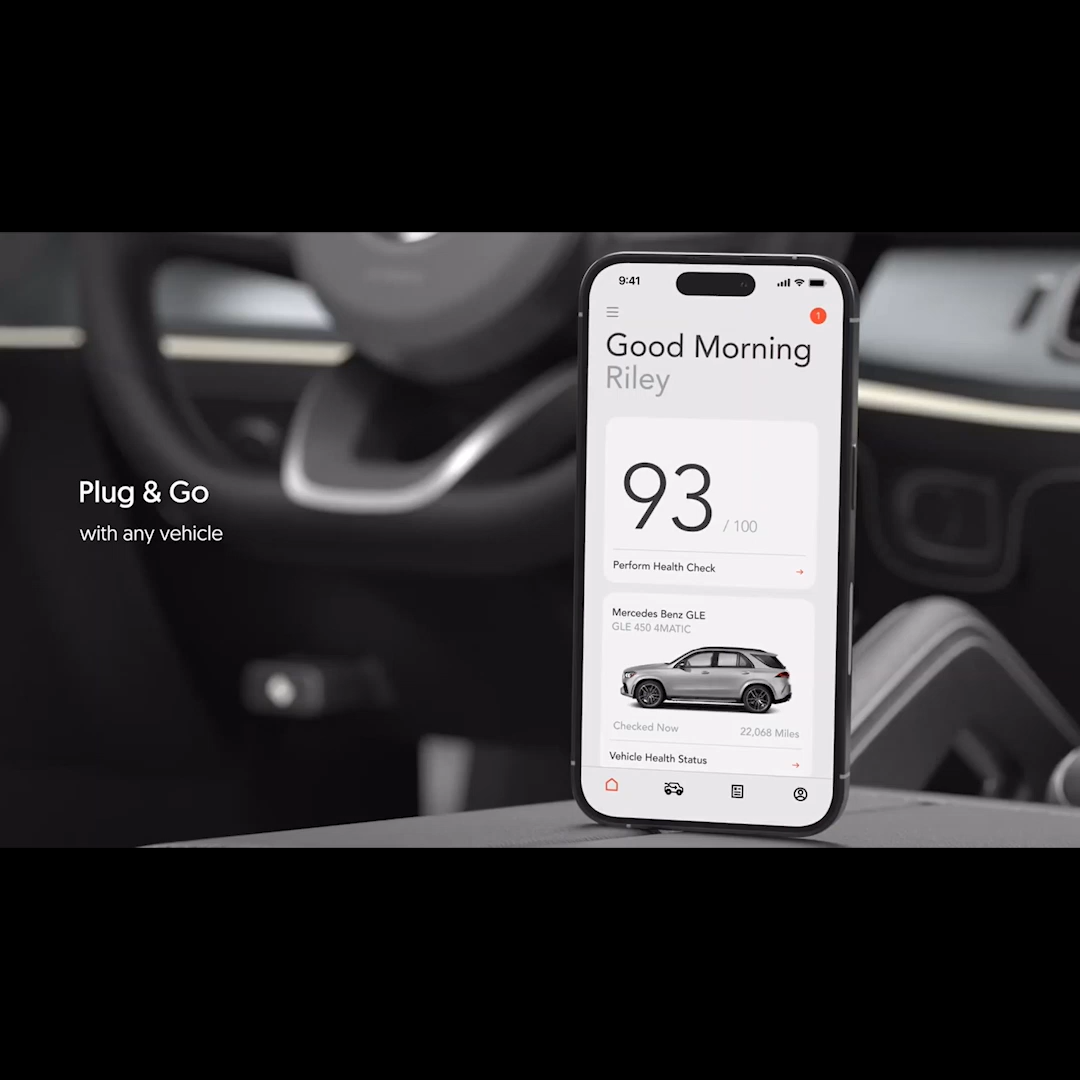 Plug & Go
with any vehicle
9:41
1
Good Morning
Riley
93 / 100
Perform Health Check →
Mercedes Benz GLE
GLE 450 4MATIC
Checked Now 22,068 Miles
Vehicle Health Status →